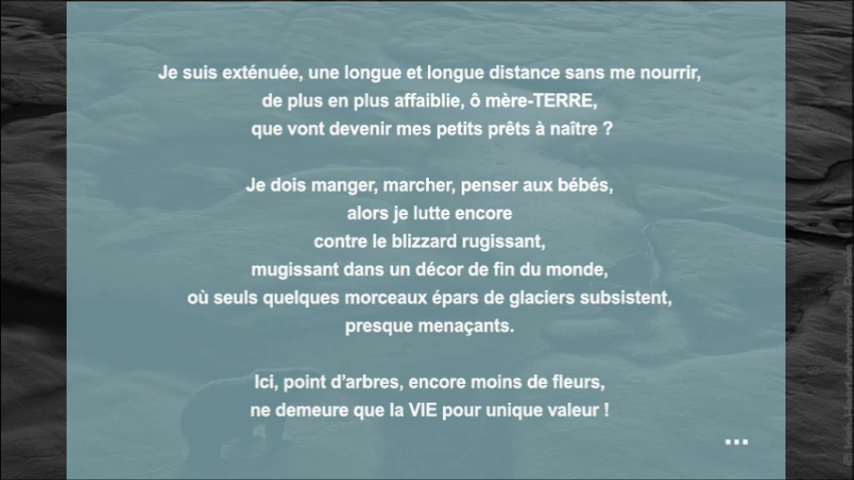 Je suis exténuée, une longue et longue distance sans me nourrir,
de plus en plus affaiblie, ô mère-TERRE,
que vont devenir mes petits prêts à naître ?
Je dois manger, marcher, penser aux bébés,
alors je lutte encore
contre le blizzard rugissant,
mugissant dans un décor de fin du monde,
où seuls quelques morceaux épars de glaciers subsistent,
presque menaçants.
Ici, point d'arbres, encore moins de fleurs,
ne demeure que la VIE pour unique valeur !
...